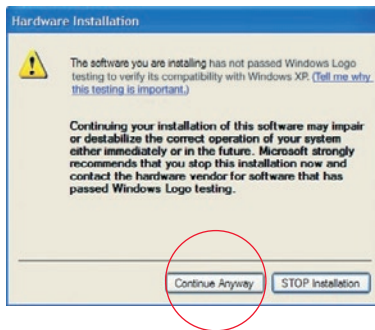 Hardware Installation
The software you are installing has not passed Windows Logo
testing to verify its compatibility with Windows XP. (Tell me why
this testing is important.)
Continuing your installation of this software may impair
or destabilize the correct operation of your system
either immediately or in the future. Microsoft strongly
recommends that you stop this installation now and
contact the hardware vendor for software that has
passed Windows Logo testing.
Continue Anyway STOP Installation